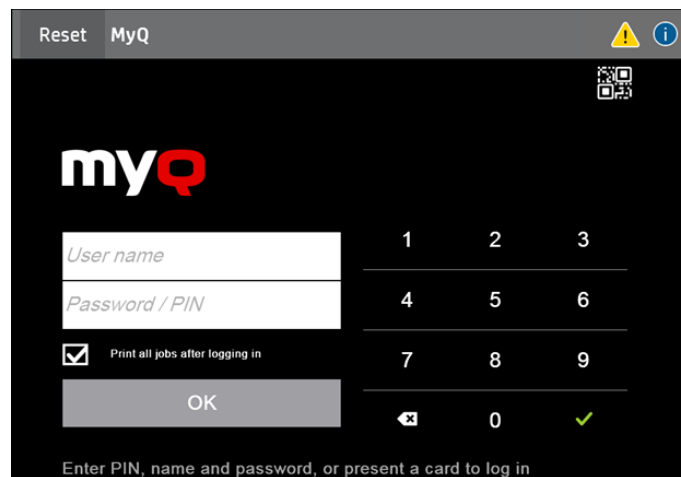 Reset MyQ
myQ
User name
Password / PIN
Print all jobs after logging in
OK
1 2 3
4 5 6
7 8 9
0
Enter PIN, name and password, or present a card to log in